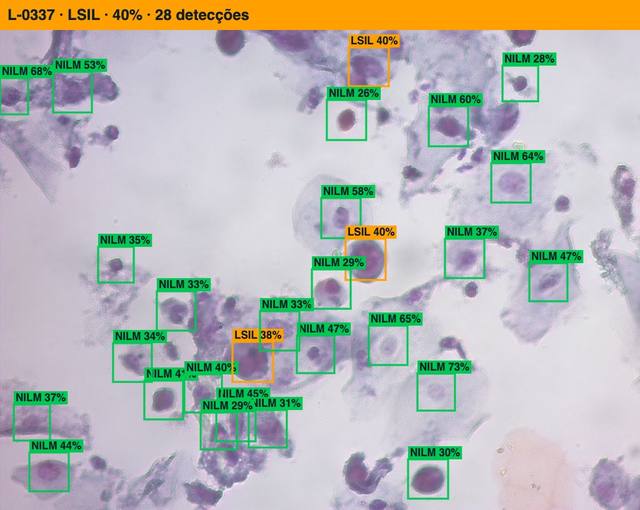 L-0337 · LSIL · 40% · 28 detecções
LSIL 40%
NILM 28%
NILM 53%
NILM 68%
NILM 26%
NILM 60%
NILM 64%
NILM 58%
LSIL 40%
NILM 37%
NILM 35%
NILM 47%
NILM 29%
NILM 33%
NILM 33%
NILM 65%
NILM 47%
LSIL 38%
NILM 34%
NILM 40%
NILM 73%
NILM 45%
NILM 37%
NILM 29%
NILM 31%
NILM 44%
NILM 30%